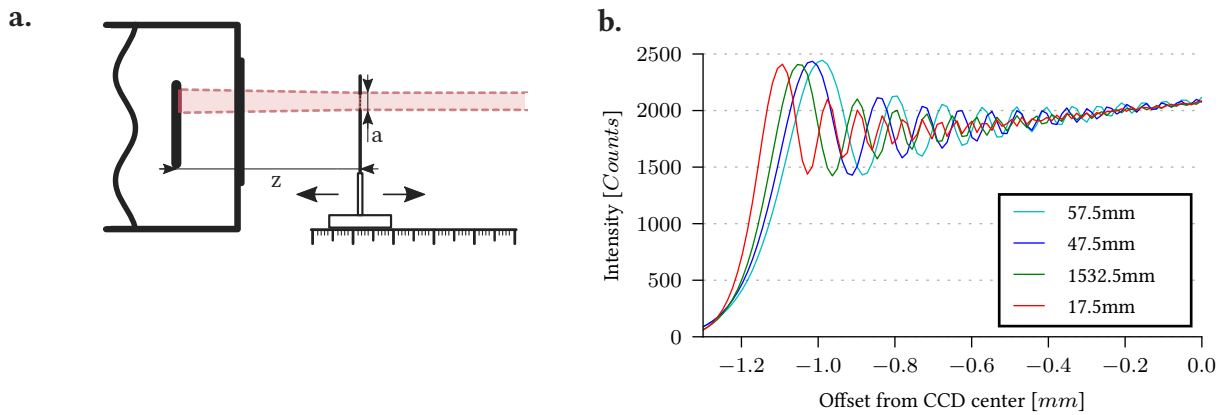 a.
a
z
b.
Intensity [Counts]
2500
2000
1500
1000
500
0
57.5mm
47.5mm
1532.5mm
17.5mm
−1.2
−1.0
−0.8
−0.6
−0.4
−0.2
0.0
Offset from CCD center [mm]